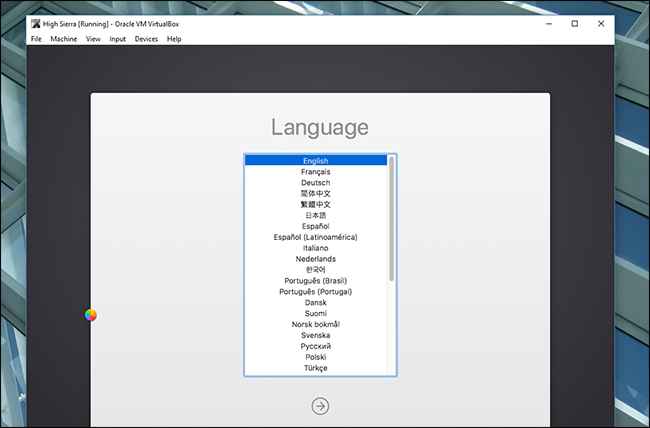 High Sierra [Running] - Oracle VM VirtualBox
File Machine View Input Devices Help
Language
English
Français
Deutsch
简体中文
繁體中文
日本語
Español
Español (Latinoamérica)
Italiano
Nederlands
한국어
Português (Brasil)
Português (Portugal)
Dansk
Suomi
Norsk bokmål
Svenska
Русский
Polski
Türkçe